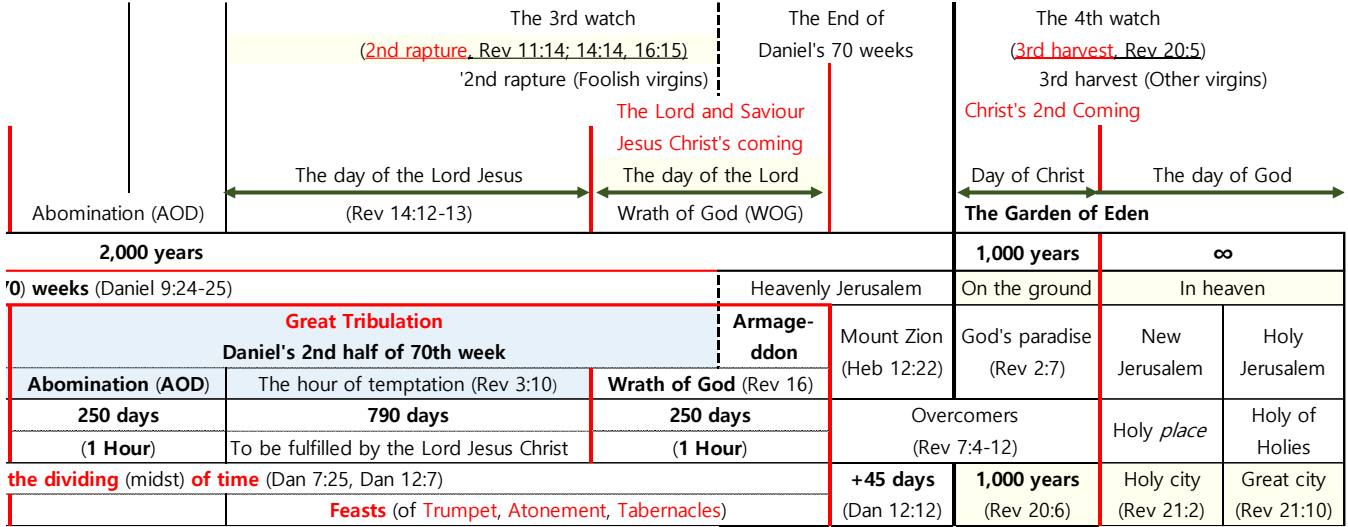 The 3rd watch
The End of
The 4th watch
(2nd rapture, Rev 11:14; 14:14, 16:15)
Daniel's 70 weeks
(3rd harvest, Rev 20:5)
'2nd rapture (Foolish virgins)
3rd harvest (Other virgins)
The Lord and Saviour
Christ's 2nd Coming
Jesus Christ's coming
The day of the Lord Jesus
The day of the Lord
Day of Christ
The day of God
Abomination (AOD)
(Rev 14:12-13)
Wrath of God (WOG)
The Garden of Eden
2,000 years
1,000 years
∞
0) weeks (Daniel 9:24-25)
Heavenly Jerusalem
On the ground
In heaven
Great Tribulation
Daniel's 2nd half of 70th week
Armage-
ddon
Mount Zion
(Heb 12:22)
God's paradise
(Rev 2:7)
New
Jerusalem
Holy
Jerusalem
Abomination (AOD)
The hour of temptation (Rev 3:10)
Wrath of God (Rev 16)
250 days
790 days
250 days
Overcomers
(Rev 7:4-12)
Holy place
Holy of
Holies
(1 Hour)
To be fulfilled by the Lord Jesus Christ
(1 Hour)
the dividing (midst) of time (Dan 7:25, Dan 12:7)
+45 days
(Dan 12:12)
1,000 years
(Rev 20:6)
Holy city
(Rev 21:2)
Great city
(Rev 21:10)
Feasts (of Trumpet, Atonement, Tabernacles)